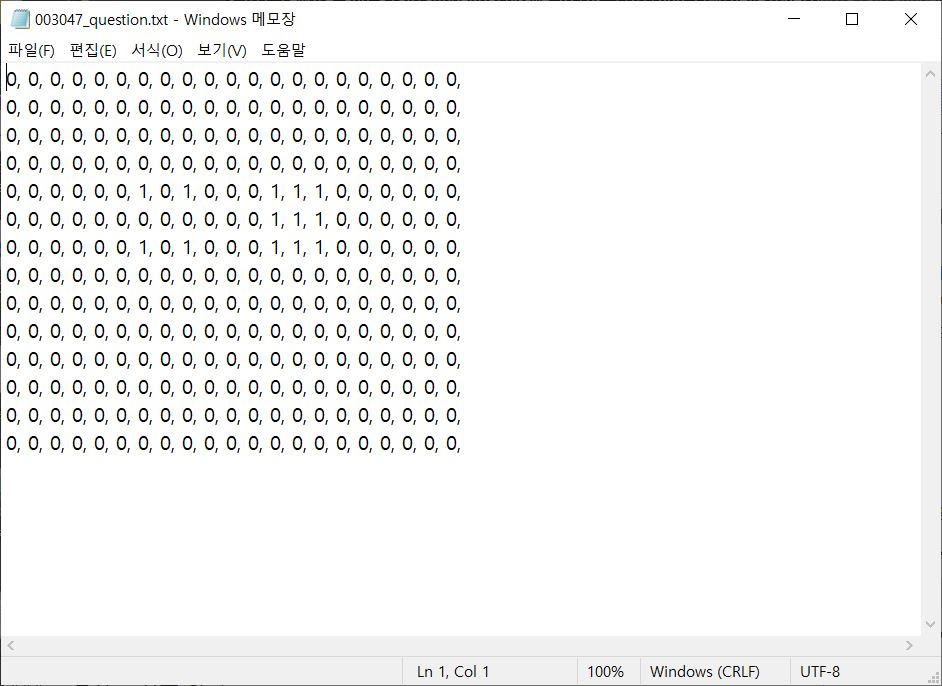 003047_question.txt - Windows 메모장
파일(F) 편집(E) 서식(O) 보기(V) 도움말
0, 0, 0, 0, 0, 0, 0, 0, 0, 0, 0, 0, 0, 0, 0, 0, 0, 0, 0, 0, 0,
0, 0, 0, 0, 0, 0, 0, 0, 0, 0, 0, 0, 0, 0, 0, 0, 0, 0, 0, 0, 0,
0, 0, 0, 0, 0, 0, 0, 0, 0, 0, 0, 0, 0, 0, 0, 0, 0, 0, 0, 0, 0,
0, 0, 0, 0, 0, 0, 0, 0, 0, 0, 0, 0, 0, 0, 0, 0, 0, 0, 0, 0, 0,
0, 0, 0, 0, 0, 0, 1, 0, 1, 0, 0, 0, 1, 1, 1, 0, 0, 0, 0, 0, 0,
0, 0, 0, 0, 0, 0, 0, 0, 0, 0, 0, 0, 1, 1, 1, 0, 0, 0, 0, 0, 0,
0, 0, 0, 0, 0, 0, 1, 0, 1, 0, 0, 0, 1, 1, 1, 0, 0, 0, 0, 0, 0,
0, 0, 0, 0, 0, 0, 0, 0, 0, 0, 0, 0, 0, 0, 0, 0, 0, 0, 0, 0, 0,
0, 0, 0, 0, 0, 0, 0, 0, 0, 0, 0, 0, 0, 0, 0, 0, 0, 0, 0, 0, 0,
0, 0, 0, 0, 0, 0, 0, 0, 0, 0, 0, 0, 0, 0, 0, 0, 0, 0, 0, 0, 0,
0, 0, 0, 0, 0, 0, 0, 0, 0, 0, 0, 0, 0, 0, 0, 0, 0, 0, 0, 0, 0,
0, 0, 0, 0, 0, 0, 0, 0, 0, 0, 0, 0, 0, 0, 0, 0, 0, 0, 0, 0, 0,
0, 0, 0, 0, 0, 0, 0, 0, 0, 0, 0, 0, 0, 0, 0, 0, 0, 0, 0, 0, 0,
0, 0, 0, 0, 0, 0, 0, 0, 0, 0, 0, 0, 0, 0, 0, 0, 0, 0, 0, 0, 0,
Ln 1, Col 1 100% Windows (CRLF) UTF-8